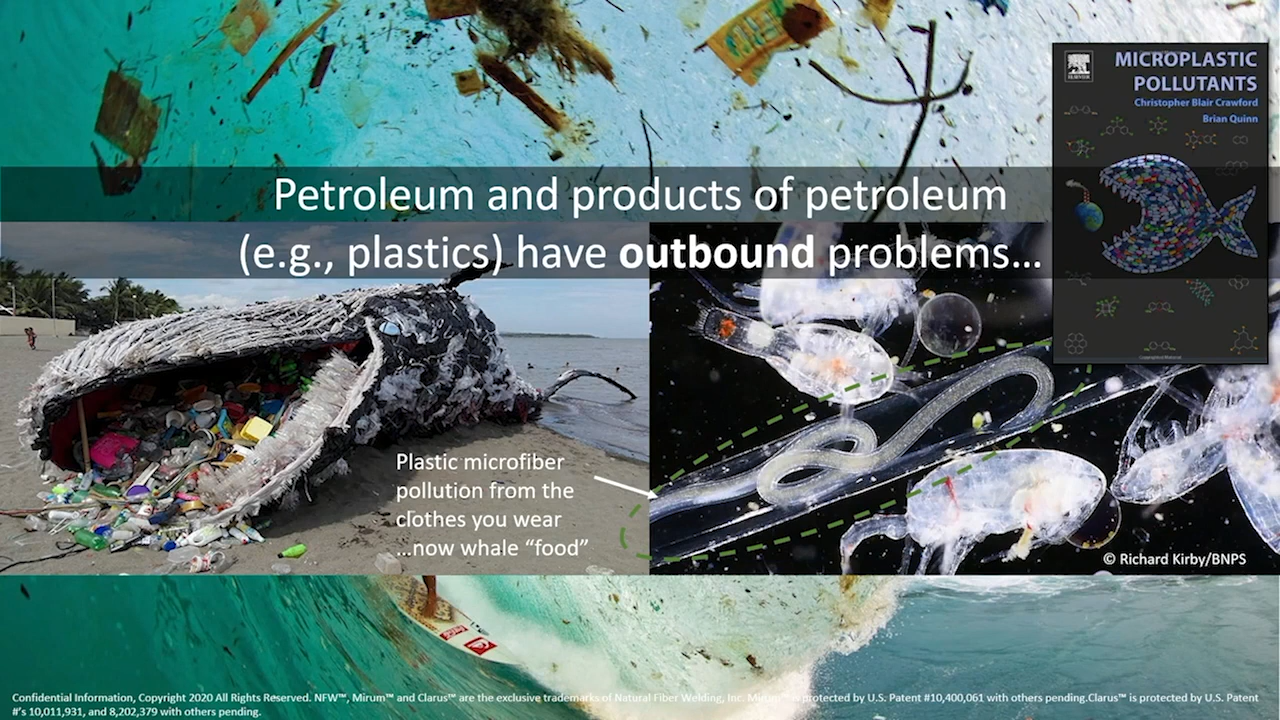 MICROPLASTIC
POLLUTANTS
Christopher Blair Crawford
Brian Quinn
Petroleum and products of petroleum
(e.g., plastics) have outbound problems…
Plastic microfiber
pollution from the
clothes you wear
…now whale “food”
© Richard Kirby/BNPS
Confidential Information, Copyright 2020 All Rights Reserved. NFW™, Mirum™ and Clarus™ are the exclusive trademarks of Natural Fiber Welding, Inc. Mirum™ is protected by U.S. Patent #10,400,061 with others pending.Clarus™ is protected by U.S. Patent
#'s 10,011,931, and 8,202,379 with others pending.